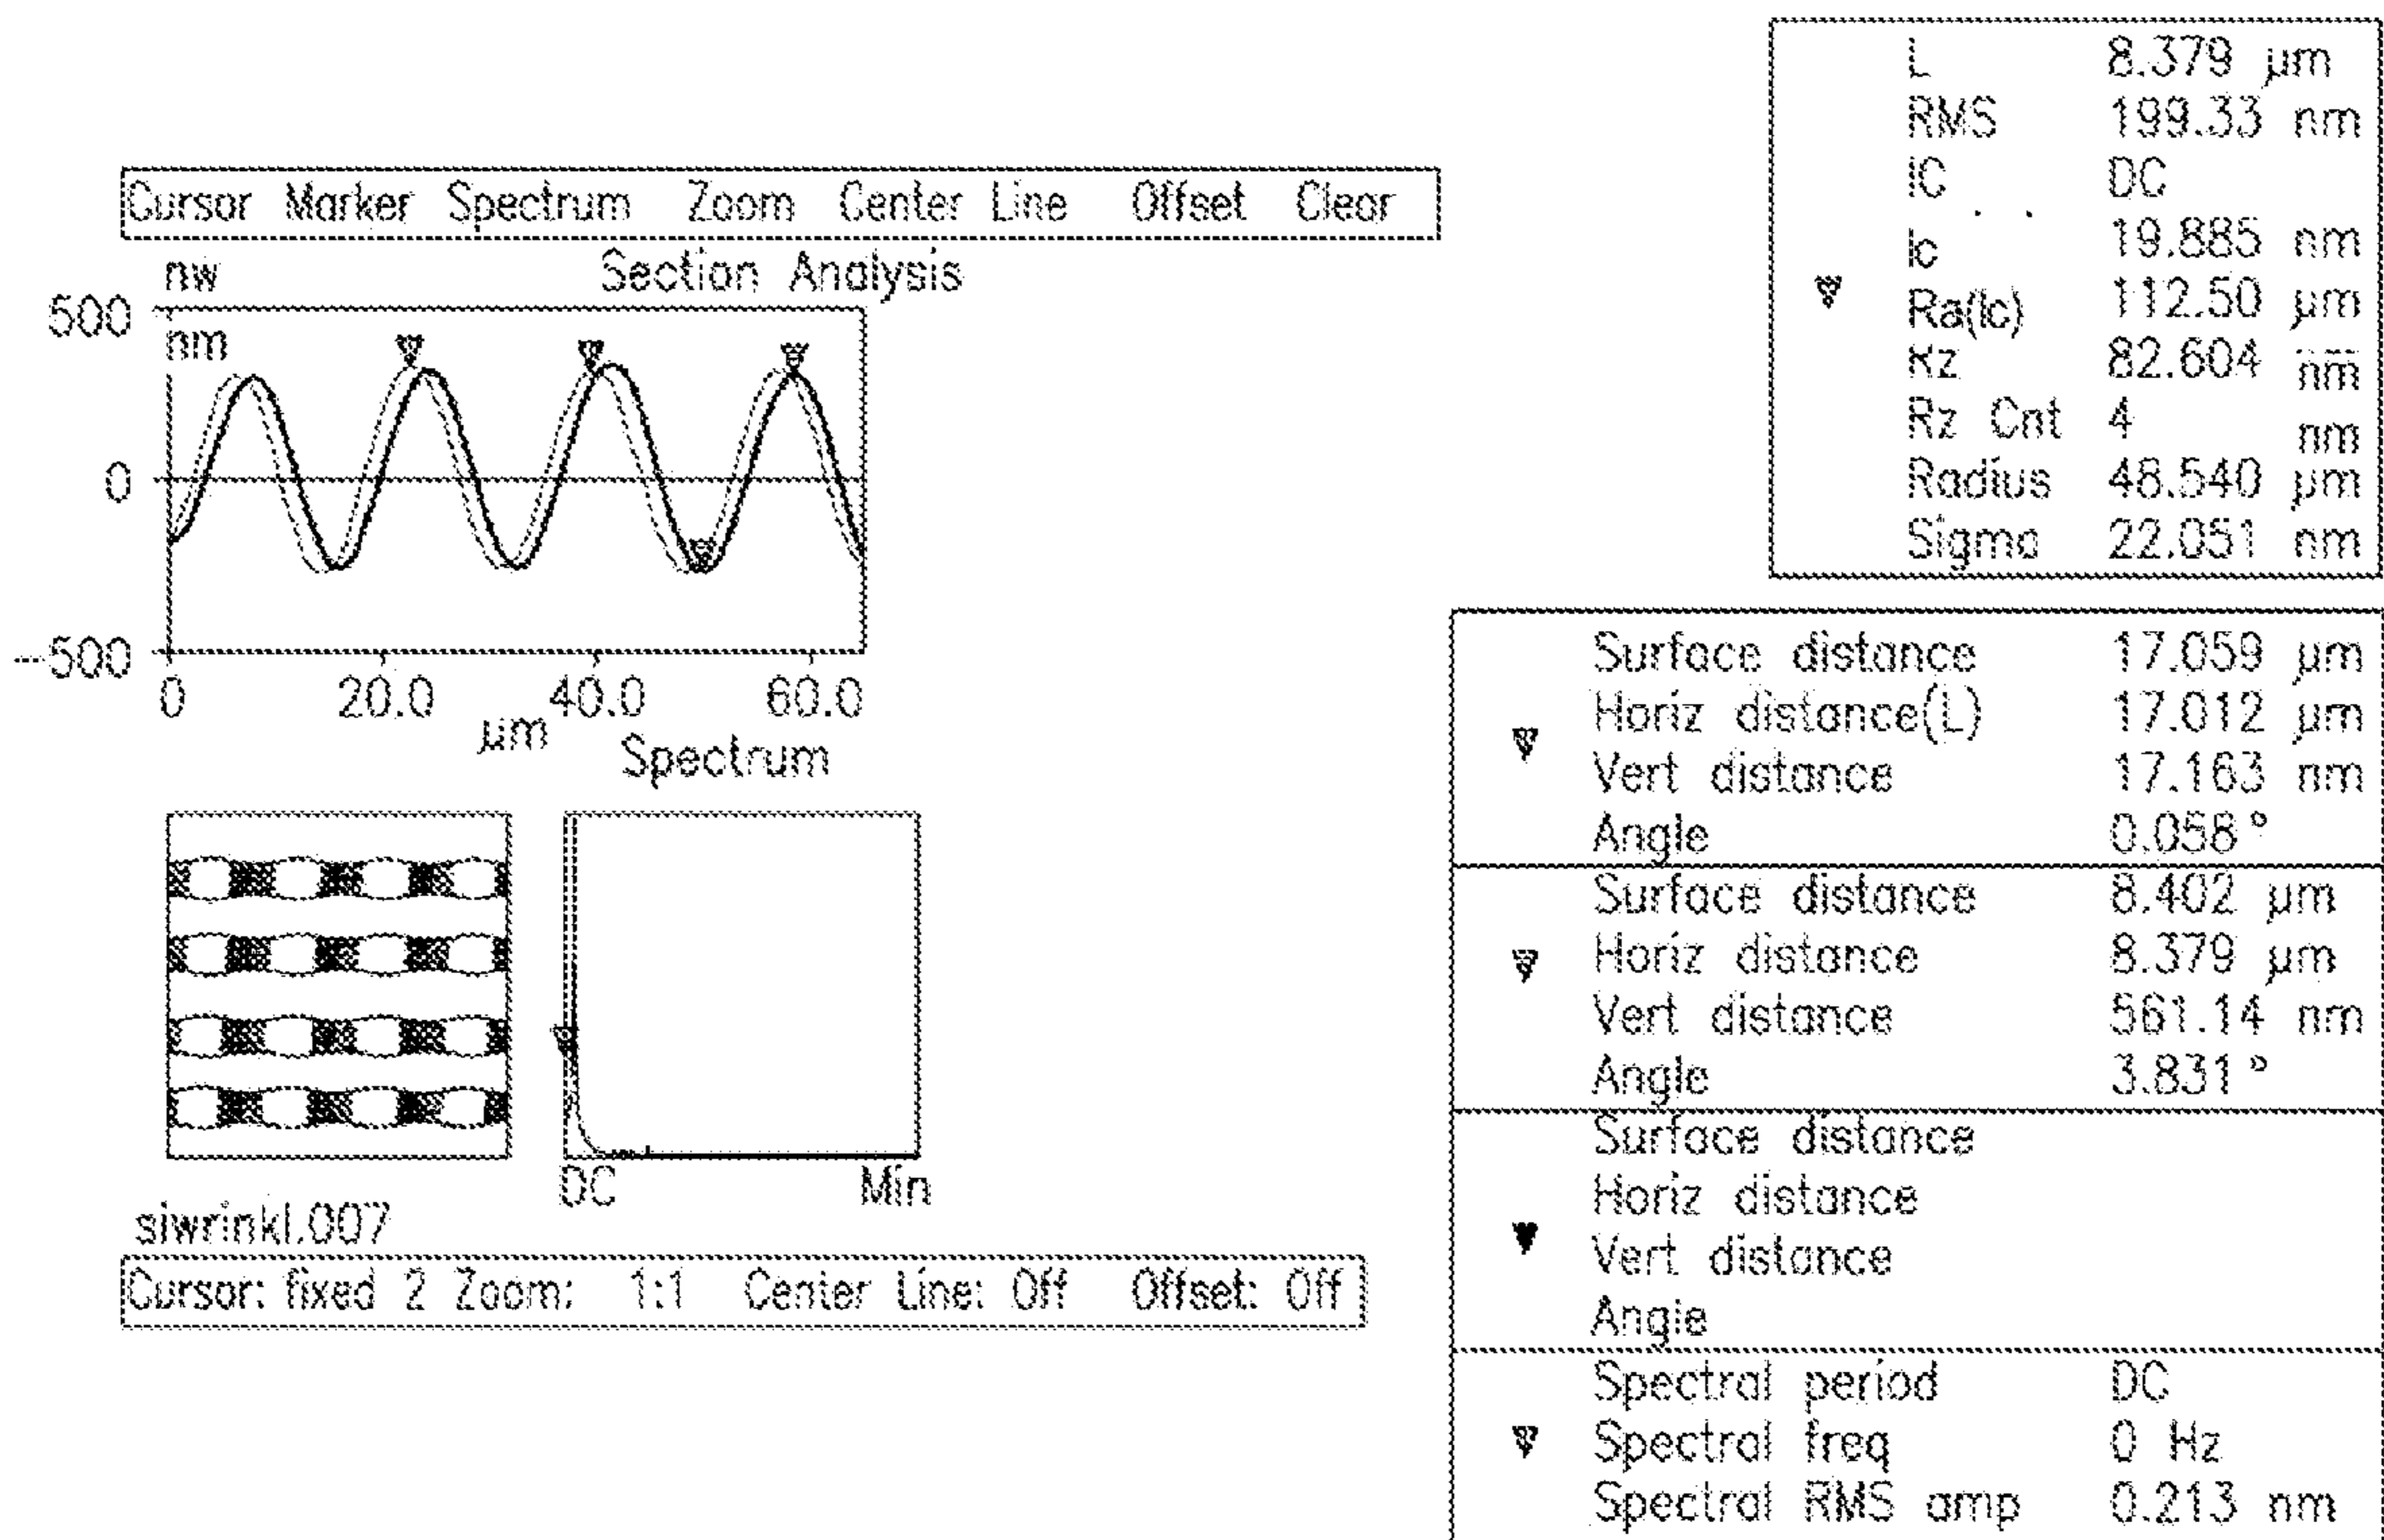 L 8.379 µm
RMS 199.33 nm
lC DC
lc 19.885 nm
Ra(lc) 112.50 µm
Rz 82.604 nm
Rz Cnt 4 nm
Radius 48.540 µm
Sigma 22.051 nm
Cursor Marker Spectrum Zoom Center Line Offset Clear
nw Section Analysis
500
nm
0
-500
0 20.0 40.0 60.0
µm
Spectrum
DC Min
siwrinkl.007
Cursor: fixed 2 Zoom: 1:1 Center Line: Off Offset: Off
Surface distance 17.059 µm
Horiz distance(L) 17.012 µm
Vert distance 17.163 nm
Angle 0.058°
Surface distance 8.402 µm
Horiz distance 8.379 µm
Vert distance 561.14 nm
Angle 3.831°
Surface distance
Horiz distance
Vert distance
Angle
Spectral period DC
Spectral freq 0 Hz
Spectral RMS amp 0.213 nm